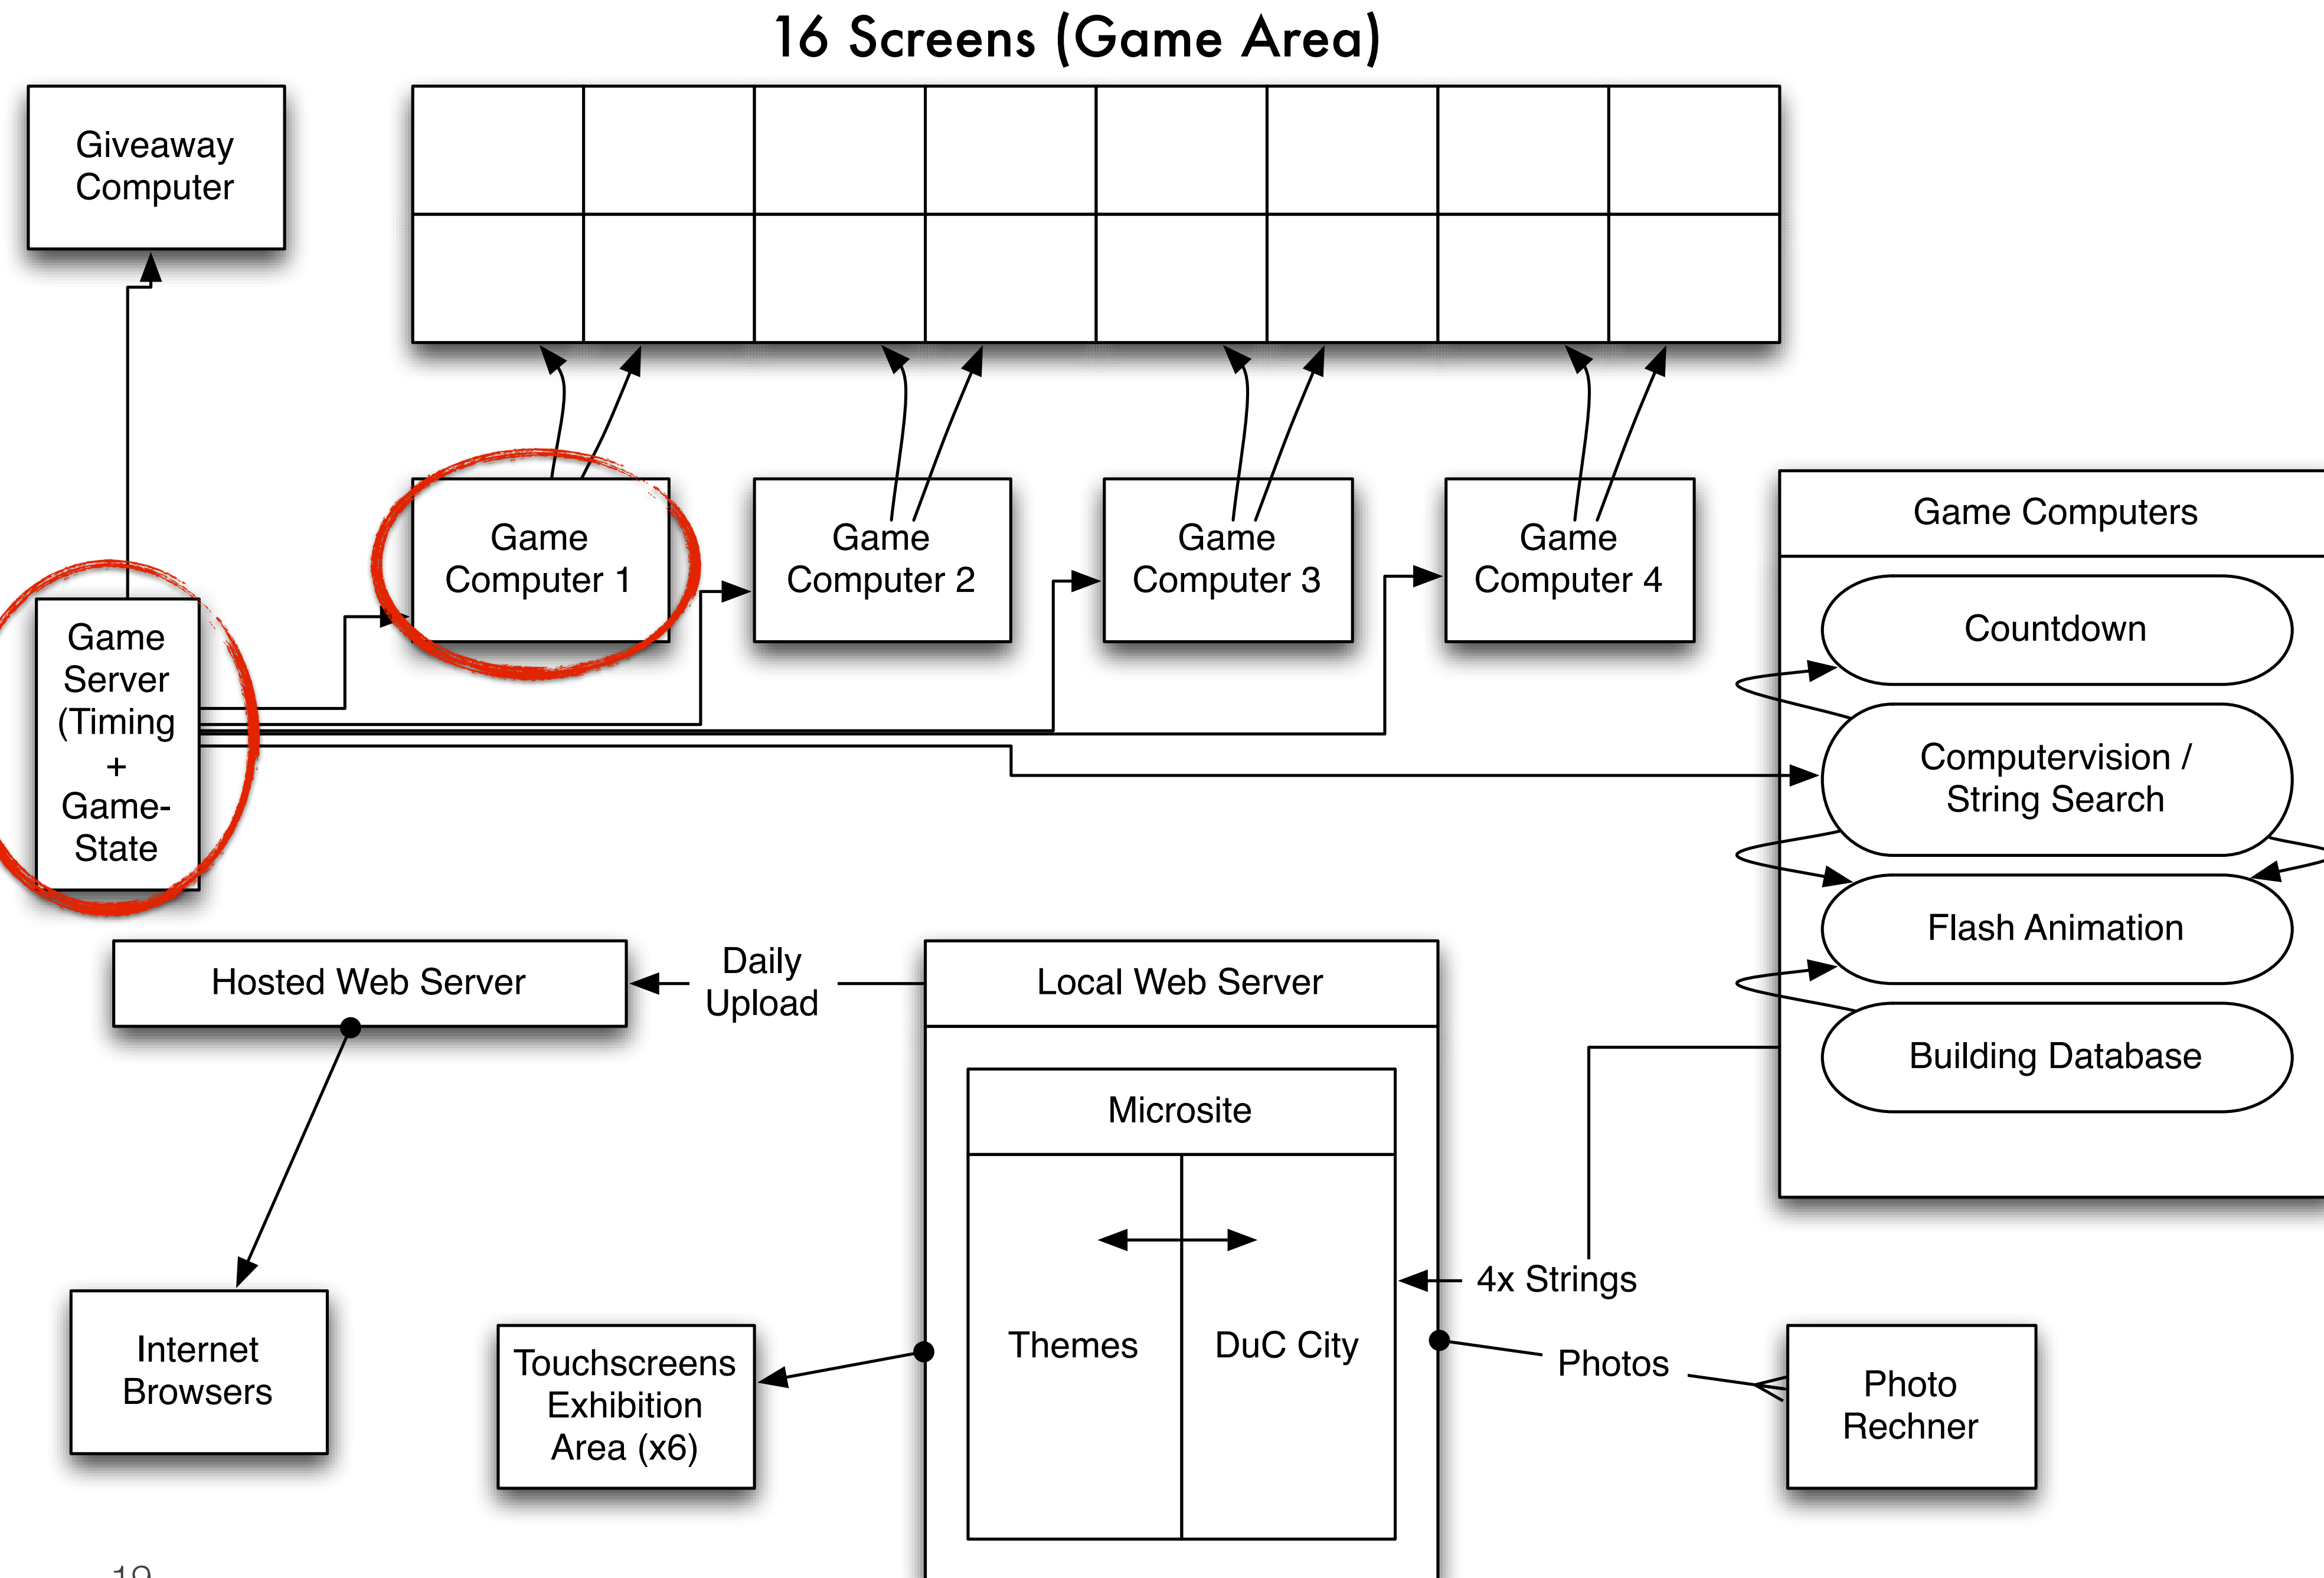 16 Screens (Game Area)
Giveaway
Computer
Game
Computer 1
Game
Computer 2
Game
Computer 3
Game
Computer 4
Game Computers
Countdown
Computervision /
String Search
Flash Animation
Building Database
Game
Server
(Timing
+
Game-
State
Hosted Web Server
Daily
Upload
Local Web Server
Microsite
Themes
DuC City
4x Strings
Photos
Photo
Rechner
Internet
Browsers
Touchscreens
Exhibition
Area (x6)
19